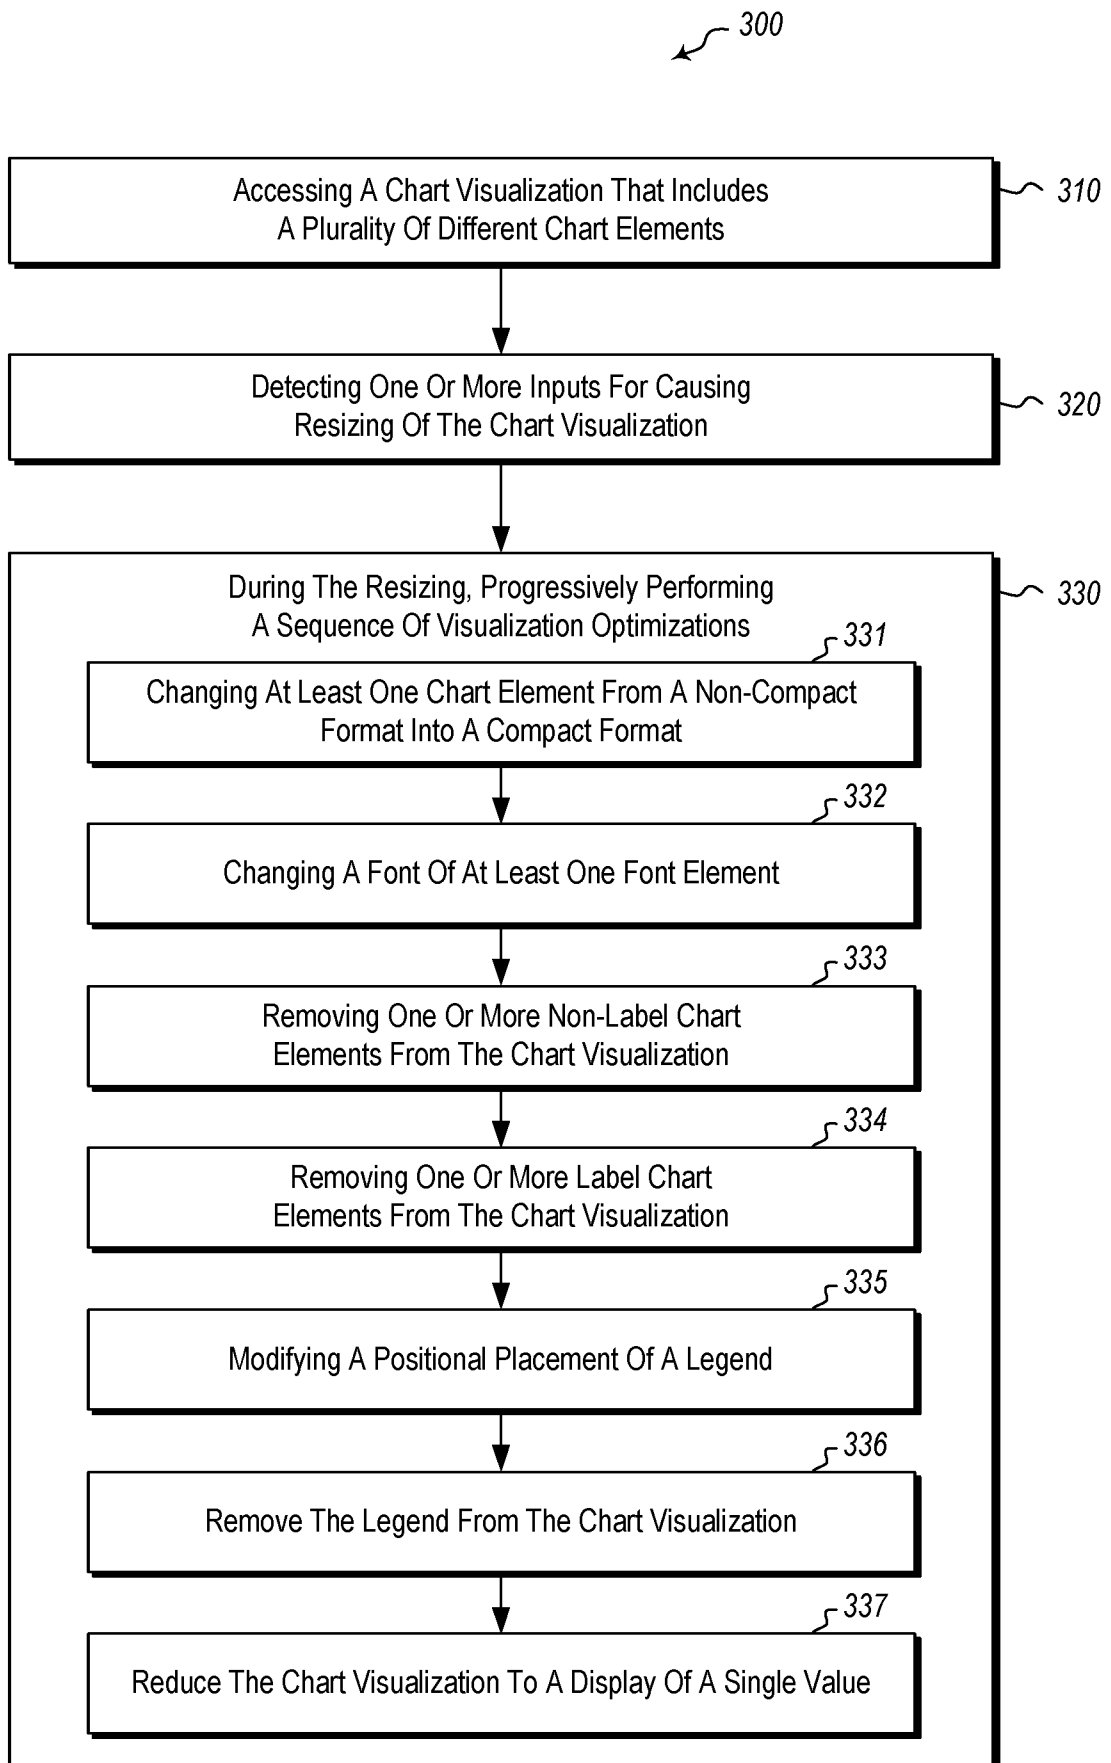 300
Accessing A Chart Visualization That Includes
A Plurality Of Different Chart Elements
310
Detecting One Or More Inputs For Causing
Resizing Of The Chart Visualization
320
During The Resizing, Progressively Performing
A Sequence Of Visualization Optimizations
330
331
Changing At Least One Chart Element From A Non-Compact
Format Into A Compact Format
332
Changing A Font Of At Least One Font Element
333
Removing One Or More Non-Label Chart
Elements From The Chart Visualization
334
Removing One Or More Label Chart
Elements From The Chart Visualization
335
Modifying A Positional Placement Of A Legend
336
Remove The Legend From The Chart Visualization
337
Reduce The Chart Visualization To A Display Of A Single Value